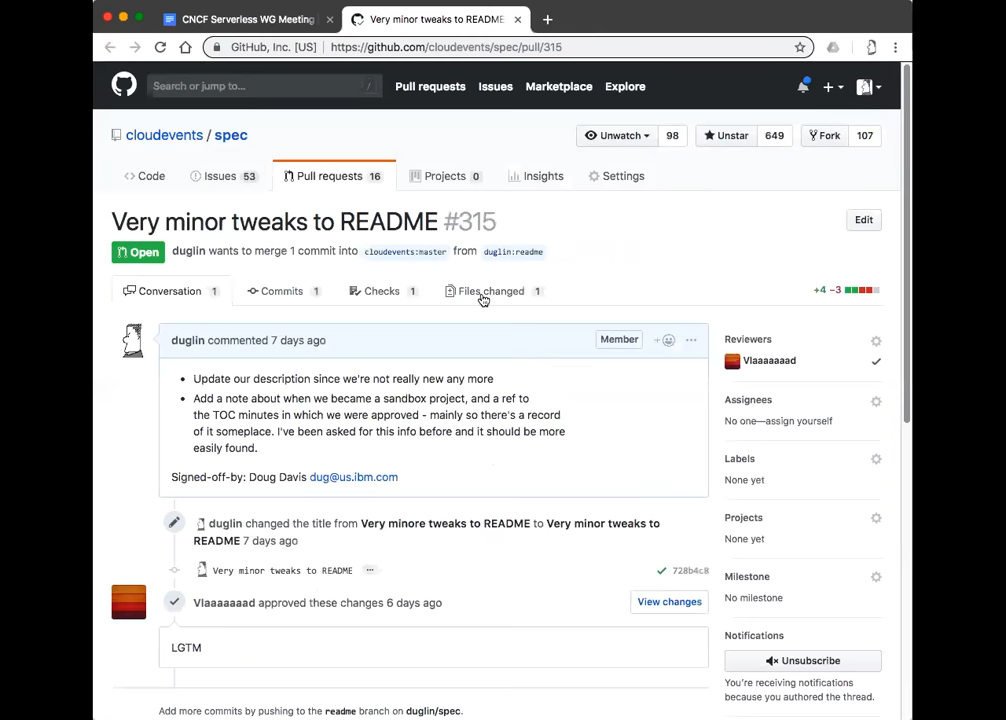 CNCF Serverless WG Meeting
Very minor tweaks to README
GitHub, Inc. [US] https://github.com/cloudevents/spec/pull/315
Search or jump to... /
Pull requests Issues Marketplace Explore
cloudevents / spec
Unwatch 98
Unstar 649
Fork 107
Code
Issues 53
Pull requests 16
Projects 0
Insights
Settings
Very minor tweaks to README #315
Edit
Open
duglin wants to merge 1 commit into cloudevents:master from duglin:readme
Conversation 1
Commits 1
Checks 1
Files changed 1
+4 −3
duglin commented 7 days ago
Member
Update our description since we're not really new any more
Add a note about when we became a sandbox project, and a ref to
the TOC minutes in which we were approved - mainly so there's a record
of it someplace. I've been asked for this info before and it should be more
easily found.
Signed-off-by: Doug Davis dug@us.ibm.com
duglin changed the title from Very minore tweaks to README to Very minor tweaks to
README 7 days ago
Very minor tweaks to README
728b4c8
Vlaaaaaaad approved these changes 6 days ago
View changes
LGTM
Add more commits by pushing to the readme branch on duglin/spec.
Reviewers
Vlaaaaaaad
Assignees
No one—assign yourself
Labels
None yet
Projects
None yet
Milestone
No milestone
Notifications
Unsubscribe
You're receiving notifications
because you authored the thread.